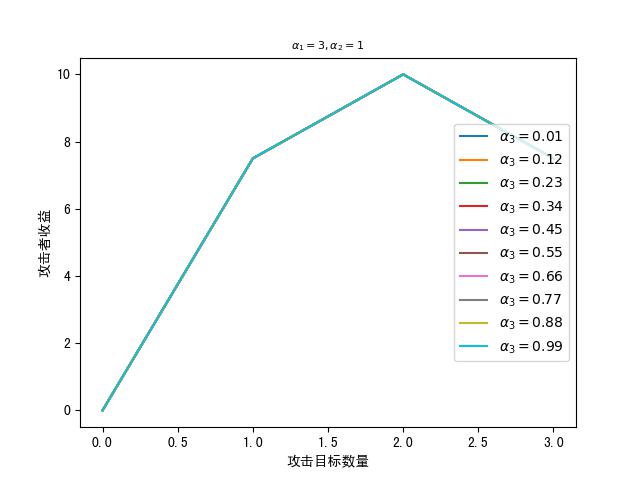 α₁ = 3, α₂ = 1
10
8
6
4
2
0
攻击者收益
α₃ = 0.01
α₃ = 0.12
α₃ = 0.23
α₃ = 0.34
α₃ = 0.45
α₃ = 0.55
α₃ = 0.66
α₃ = 0.77
α₃ = 0.88
α₃ = 0.99
0.0 0.5 1.0 1.5 2.0 2.5 3.0
攻击目标数量